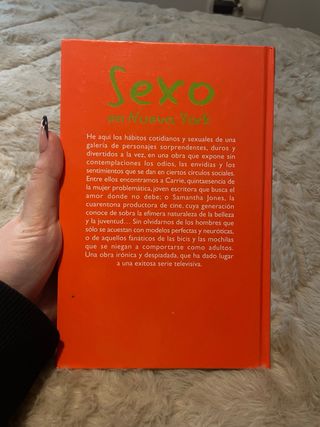 Sexo
en Nueva York
He aquí los hábitos cotidianos y sexuales de una
galería de personajes sorprendentes, duros y
divertidos a la vez, en una obra que expone sin
contemplaciones los odios, las envidias y los
sentimientos que se dan en ciertos círculos sociales.
Entre ellos encontramos a Carrie, quintaesencia de
la mujer problemática, joven escritora que busca el
amor donde no debe; o Samantha Jones, la
cuarentona productora de cine, cuya generación
conoce de sobra la efímera naturaleza de la belleza
y la juventud... Sin olvidarnos de los hombres que
sólo se acuestan con modelos perfectas y neuróticas,
o de aquellos fanáticos de las bicis y las mochilas
que se niegan a comportarse como adultos.
Una obra irónica y despiadada, que ha dado lugar
a una exitosa serie televisiva.